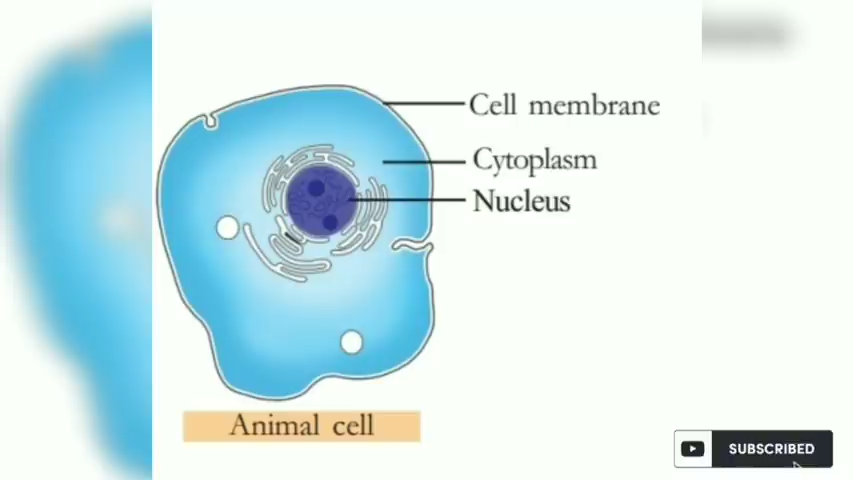 Cell membrane
Cytoplasm
Nucleus
Animal cell
SUBSCRIBED